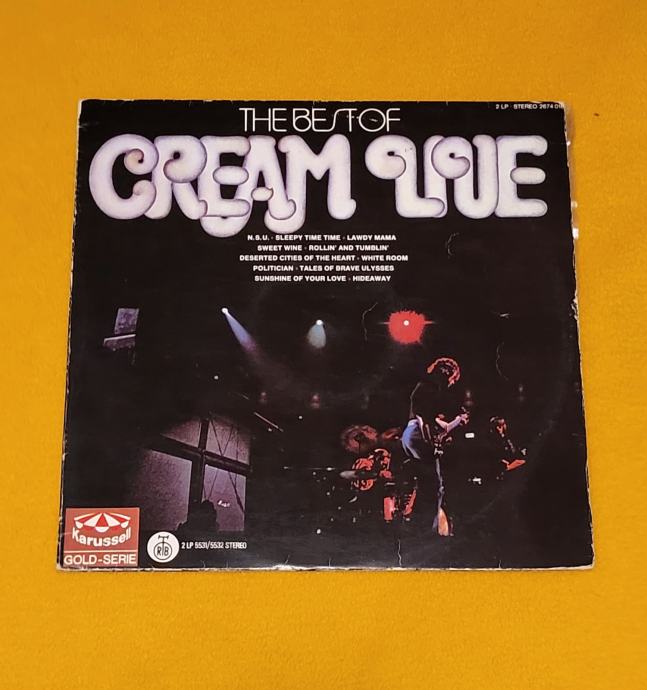 THE BEST OF
2 LP · STEREO 2674 018
CREAM LIVE
N.S.U. · SLEEPY TIME TIME · LAWDY MAMA
SWEET WINE · ROLLIN' AND TUMBLIN'
DESERTED CITIES OF THE HEART · WHITE ROOM
POLITICIAN · TALES OF BRAVE ULYSSES
SUNSHINE OF YOUR LOVE · HIDEAWAY
Karussell
GOLD-SERIE
RTB
2 LP 5531/5532 STEREO